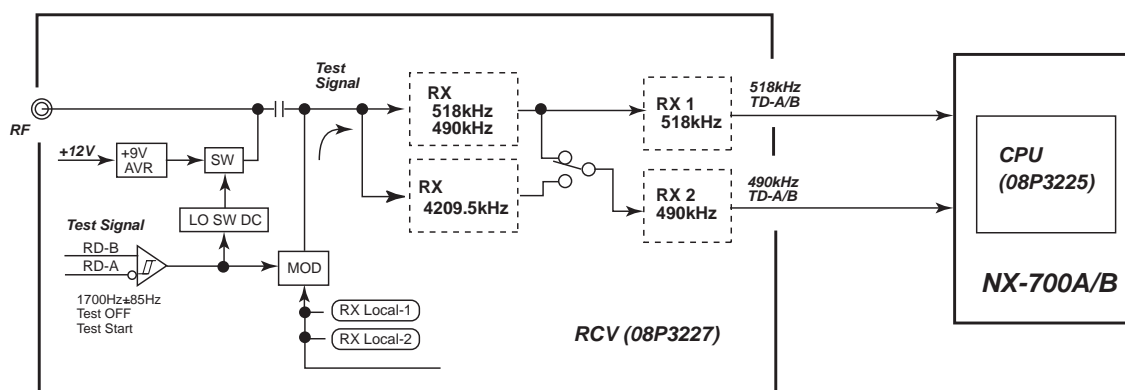 RF
+12V
+9V
AVR
SW
LO SW DC
Test Signal
RD-B
RD-A
1700Hz±85Hz
Test OFF
Test Start
MOD
RX Local-1
RX Local-2
Test
Signal
RX
518kHz
490kHz
RX
4209.5kHz
RX 1
518kHz
RX 2
490kHz
518kHz
TD-A/B
490kHz
TD-A/B
RCV (08P3227)
CPU
(08P3225)
NX-700A/B